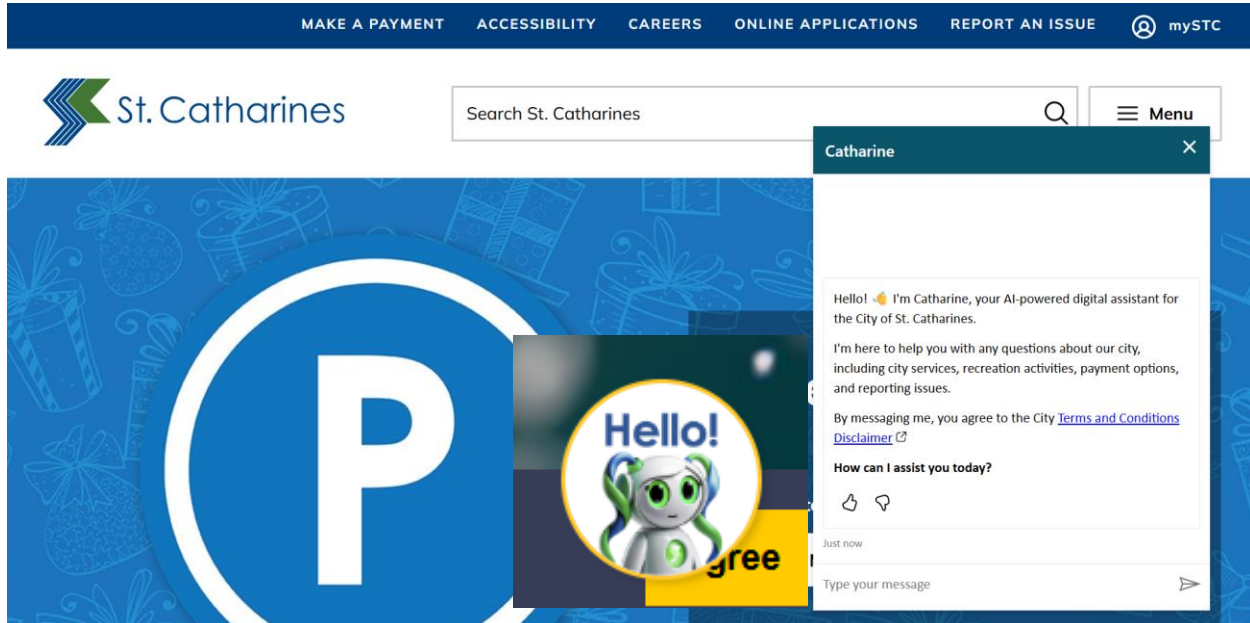 MAKE A PAYMENT ACCESSIBILITY CAREERS ONLINE APPLICATIONS REPORT AN ISSUE mySTC
St. Catharines
Search St. Catharines
Menu
Catharine
Hello! 👋 I'm Catharine, your AI-powered digital assistant for
the City of St. Catharines.
I'm here to help you with any questions about our city,
including city services, recreation activities, payment options,
and reporting issues.
By messaging me, you agree to the City Terms and Conditions
Disclaimer
How can I assist you today?
Just now
Type your message
P
Hello!
gree